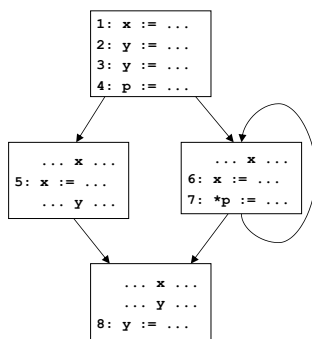 1: x := ...
2: y := ...
3: y := ...
4: p := ...
... x ...
5: x := ...
... y ...
... x ...
6: x := ...
7: *p := ...
... x ...
... y ...
8: y := ...